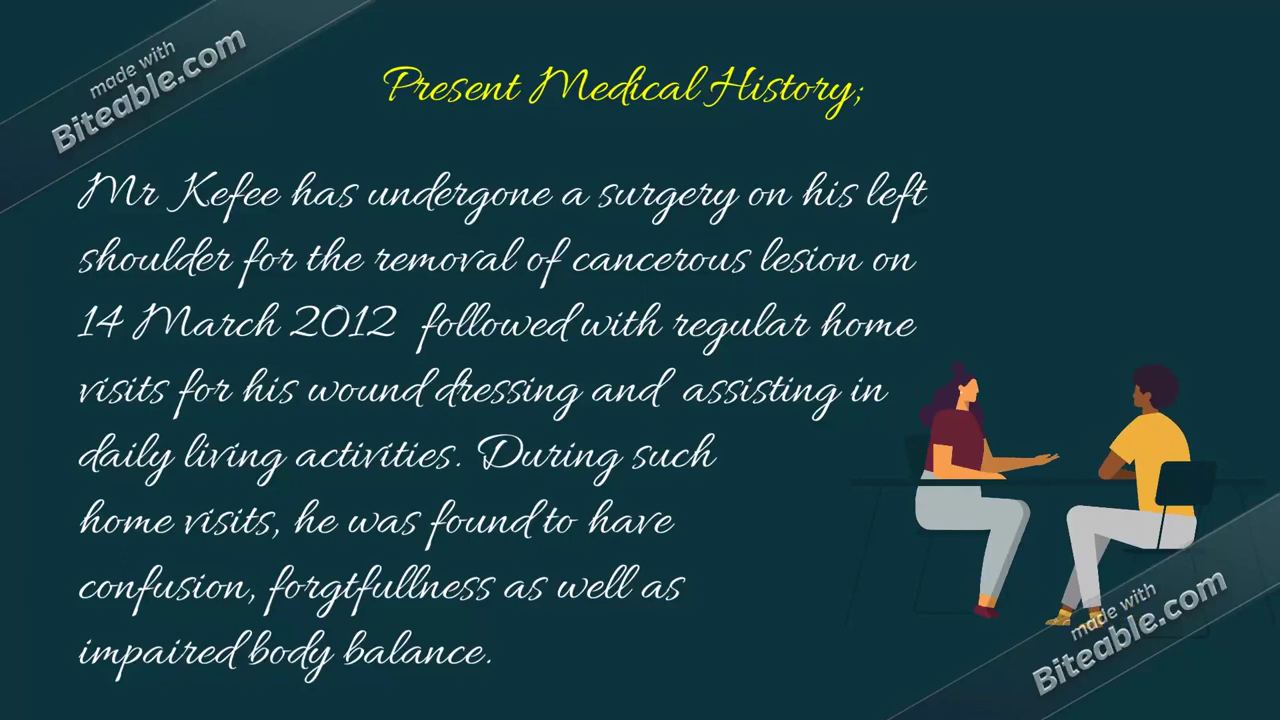 made with
Biteable.com
Present Medical History;
Mr Kefee has undergone a surgery on his left
shoulder for the removal of cancerous lesion on
14 March 2012 followed with regular home
visits for his wound dressing and assisting in
daily living activities. During such
home visits, he was found to have
confusion, forgtfullness as well as
impaired body balance.
made with
Biteable.com